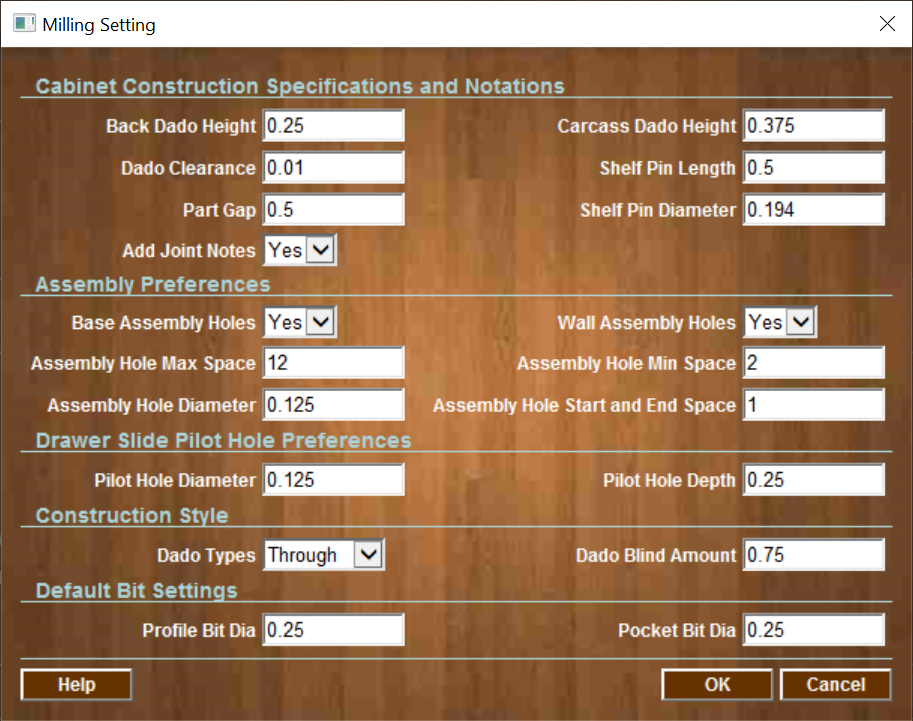 Milling Setting
Cabinet Construction Specifications and Notations
Back Dado Height 0.25 Carcass Dado Height 0.375
Dado Clearance 0.01 Shelf Pin Length 0.5
Part Gap 0.5 Shelf Pin Diameter 0.194
Add Joint Notes Yes
Assembly Preferences
Base Assembly Holes Yes Wall Assembly Holes Yes
Assembly Hole Max Space 12 Assembly Hole Min Space 2
Assembly Hole Diameter 0.125 Assembly Hole Start and End Space 1
Drawer Slide Pilot Hole Preferences
Pilot Hole Diameter 0.125 Pilot Hole Depth 0.25
Construction Style
Dado Types Through Dado Blind Amount 0.75
Default Bit Settings
Profile Bit Dia 0.25 Pocket Bit Dia 0.25
Help OK Cancel